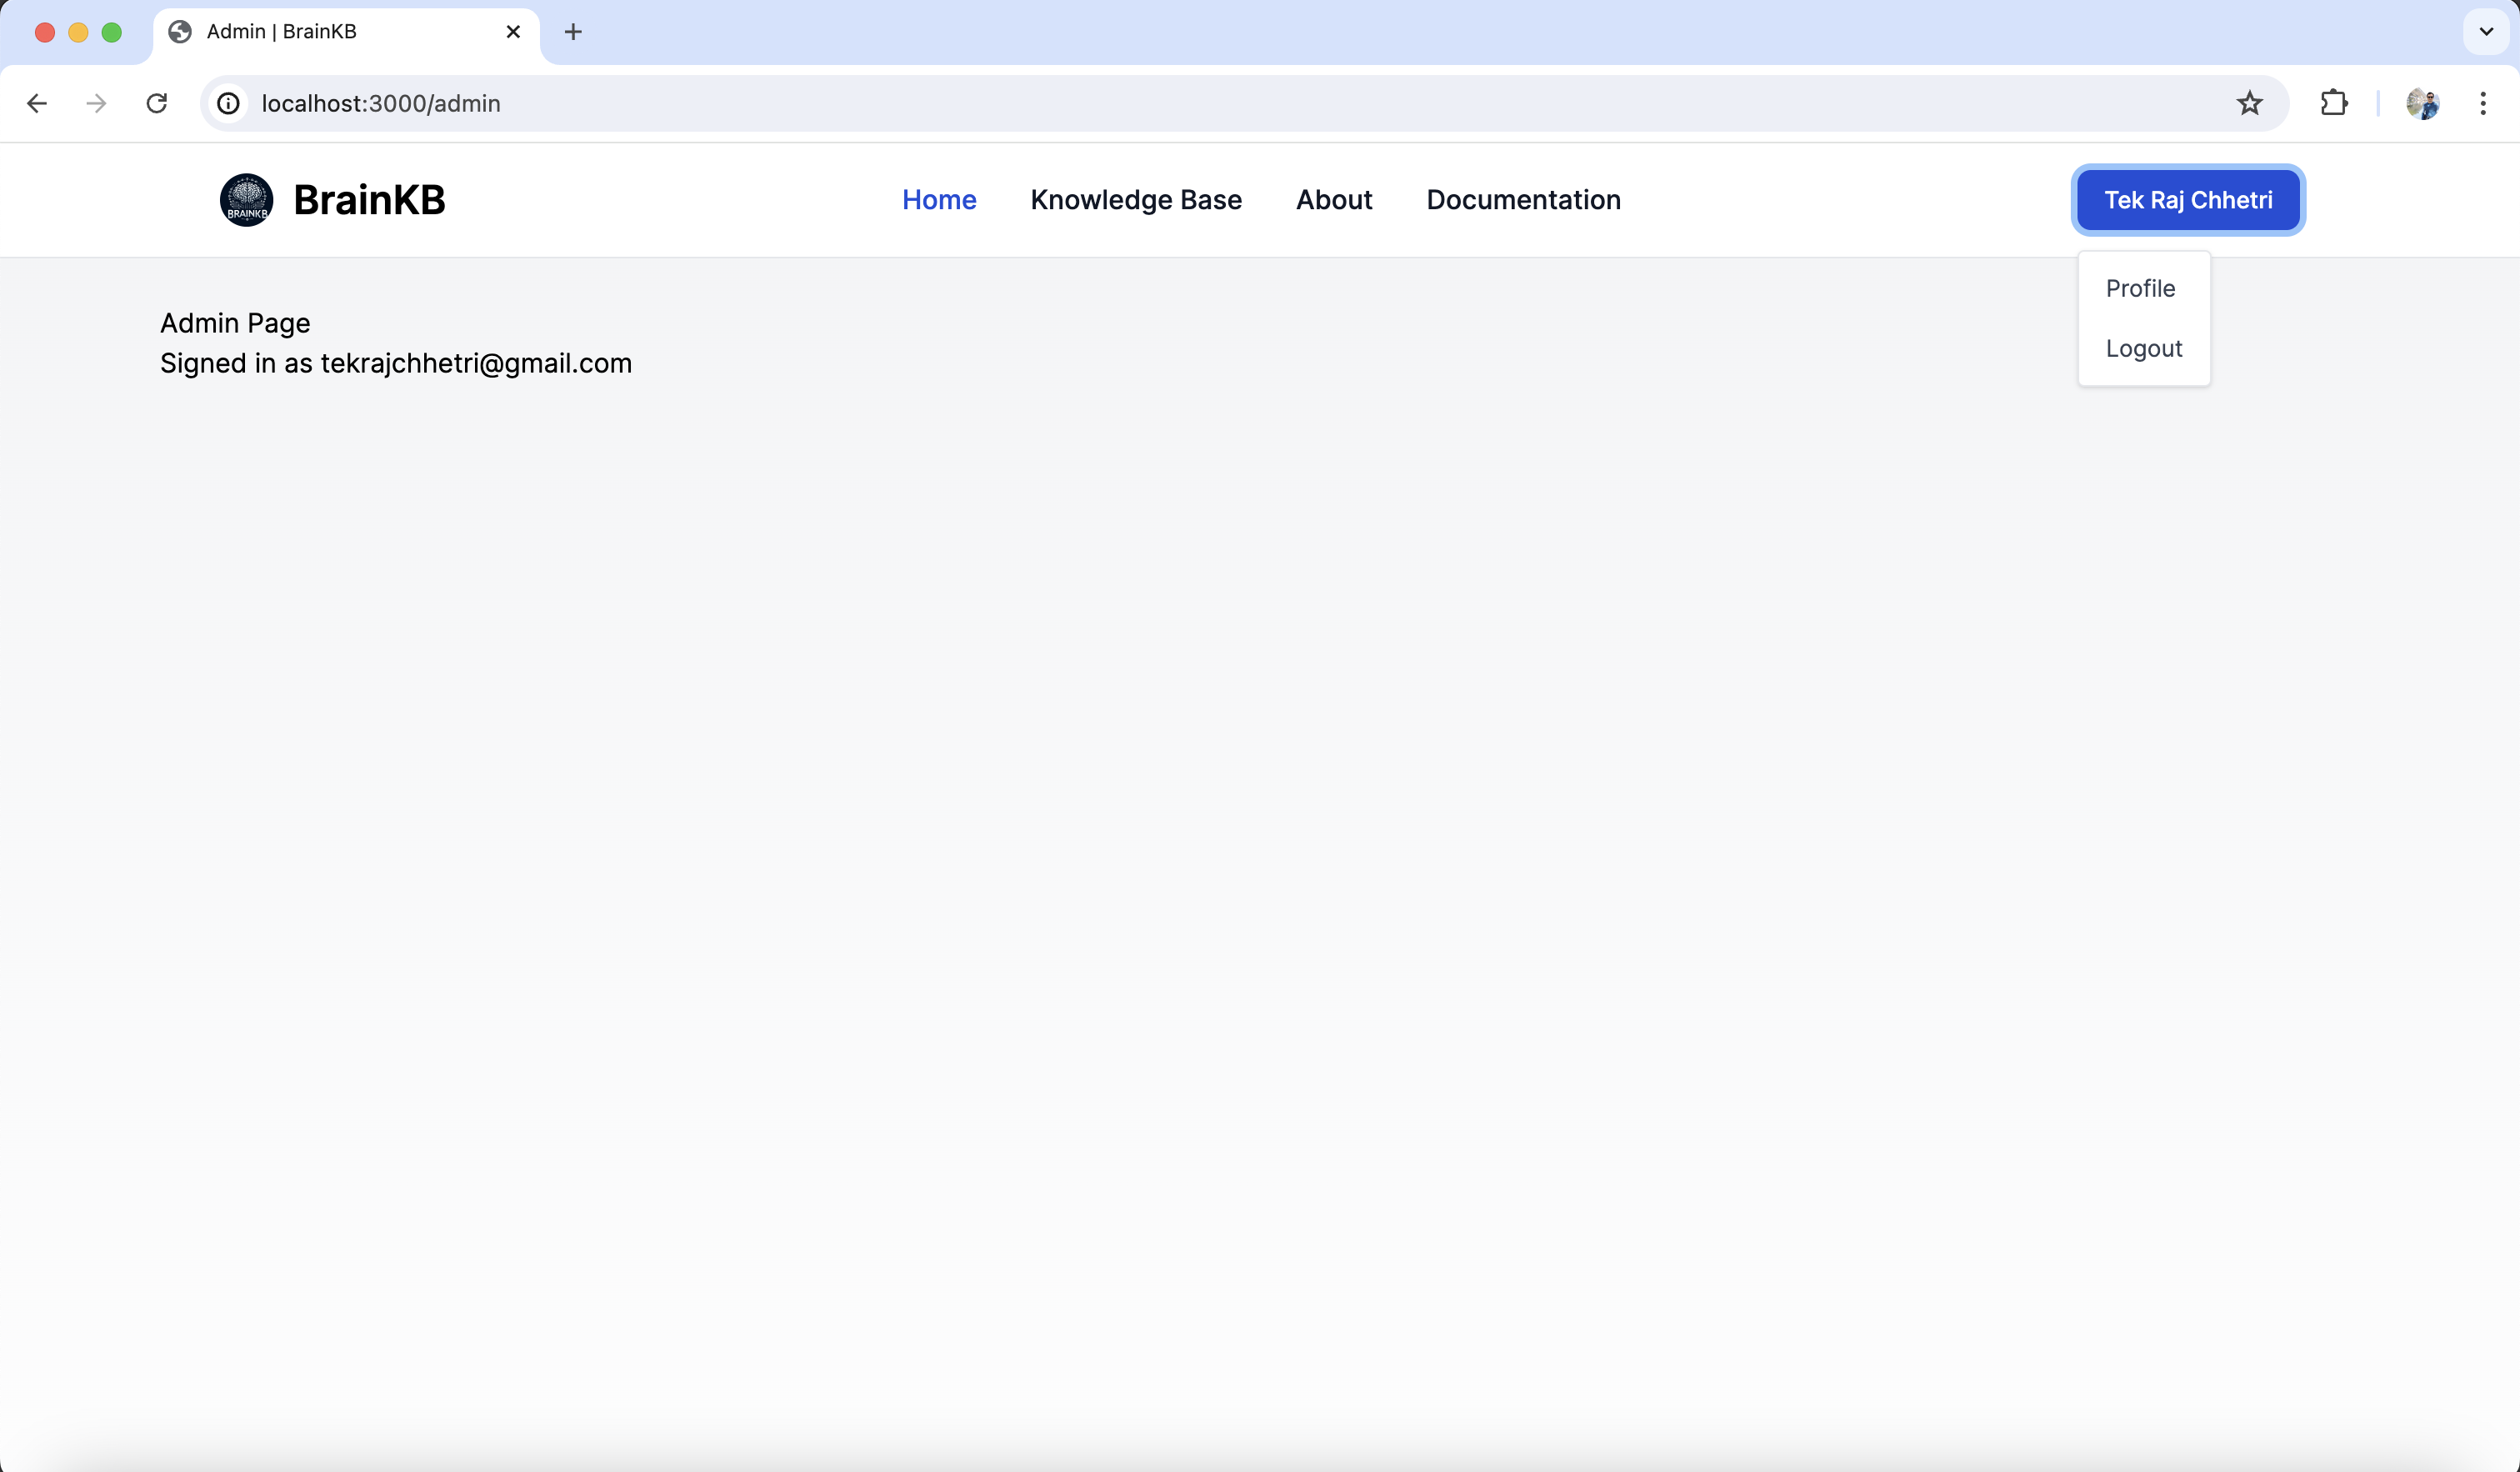 Admin | BrainKB
localhost:3000/admin
BRAINKB
BrainKB
Home
Knowledge Base
About
Documentation
Tek Raj Chhetri
Profile
Logout
Admin Page
Signed in as tekrajchhetri@gmail.com